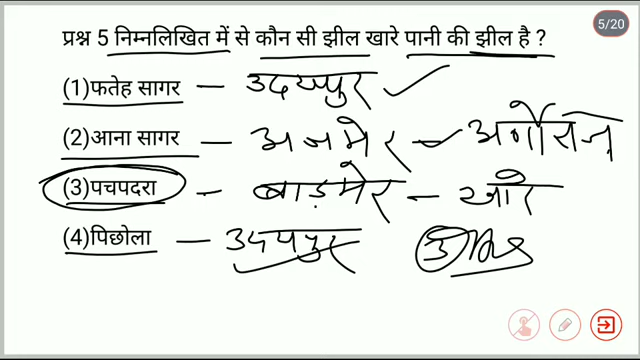 5/20
प्रश्न 5 निम्नलिखित में से कौन सी झील खारे पानी की झील है ?
(1)फतेह सागर – उदयपुर
(2)आना सागर – अजमेर – अर्णोराज
(3)पचपदरा – बाड़मेर – खारे
(4)पिछोला – उदयपुर